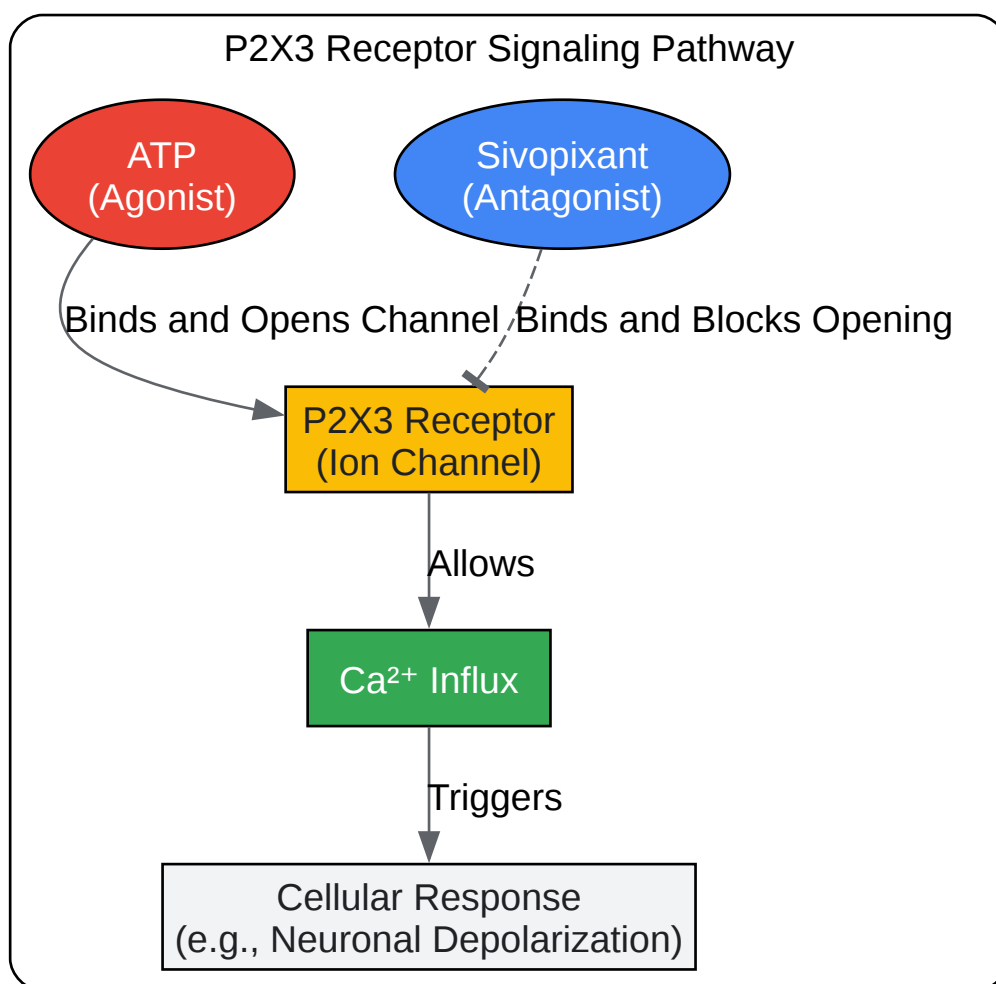 P2X3 Receptor Signaling Pathway
ATP
(Agonist)
Sivopixant
(Antagonist)
Binds and Opens Channel
Binds and Blocks Opening
P2X3 Receptor
(Ion Channel)
Allows
Ca²⁺ Influx
Triggers
Cellular Response
(e.g., Neuronal Depolarization)